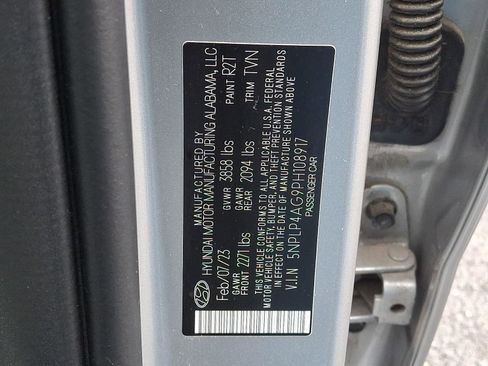 MANUFACTURED BY
HYUNDAI MOTOR MANUFACTURING ALABAMA, LLC
Feb/07/23 GVWR 3858 lbs PAINT R2T
GAWR FRONT 2271 lbs GAWR REAR 2094 lbs TRIM TVN
THIS VEHICLE CONFORMS TO ALL APPLICABLE U.S.A. FEDERAL
MOTOR VEHICLE SAFETY, BUMPER, AND THEFT PREVENTION STANDARDS
IN EFFECT ON THE DATE OF MANUFACTURE SHOWN ABOVE
V.I.N 5NPLP4AG9PH108917
PASSENGER CAR